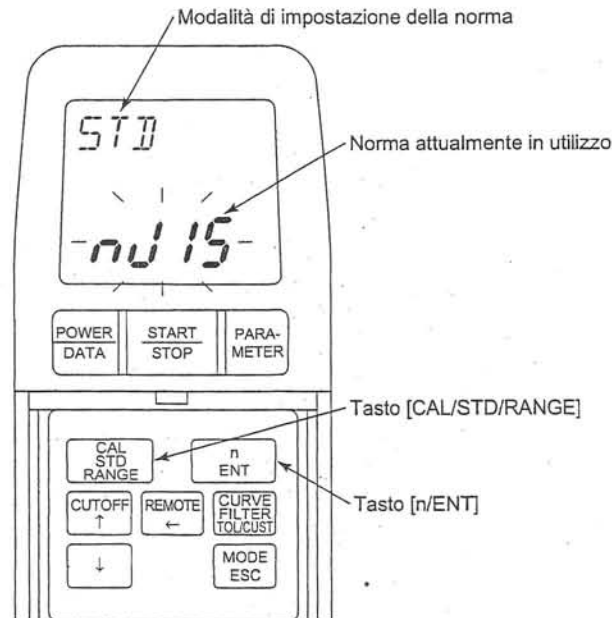 Modalità di impostazione della norma
STD
Norma attualmente in utilizzo
nJIS
POWER
DATA
START
STOP
PARA-
METER
Tasto [CAL/STD/RANGE]
CAL
STD
RANGE
n
ENT
CUTOFF
↑
REMOTE
←
CURVE
FILTER
TOL/CUST
Tasto [n/ENT]
↓
MODE
ESC